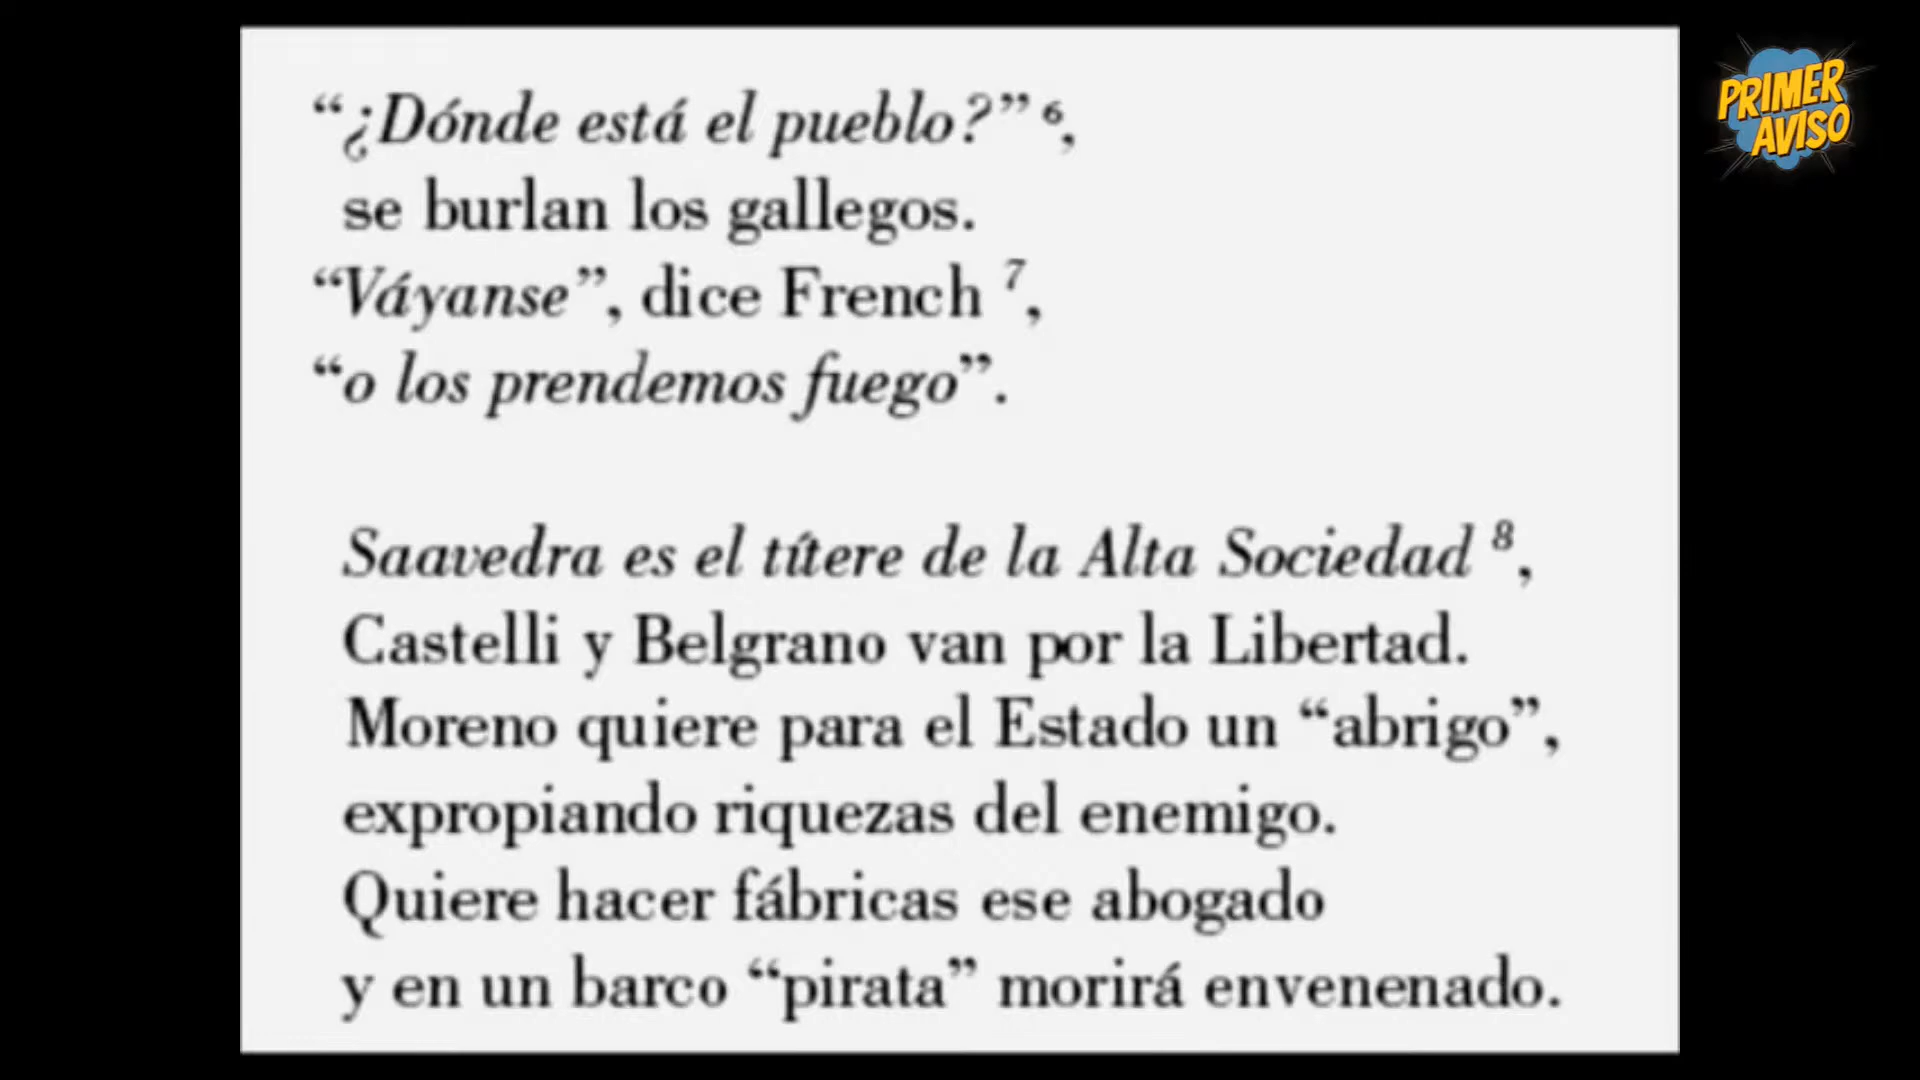 “¿Dónde está el pueblo?” ⁶,
se burlan los gallegos.
“Váyanse”, dice French ⁷,
“o los prendemos fuego”.
Saavedra es el títere de la Alta Sociedad ⁸,
Castelli y Belgrano van por la Libertad.
Moreno quiere para el Estado un “abrigo”,
expropiando riquezas del enemigo.
Quiere hacer fábricas ese abogado
y en un barco “pirata” morirá envenenado.
PRIMER
AVISO